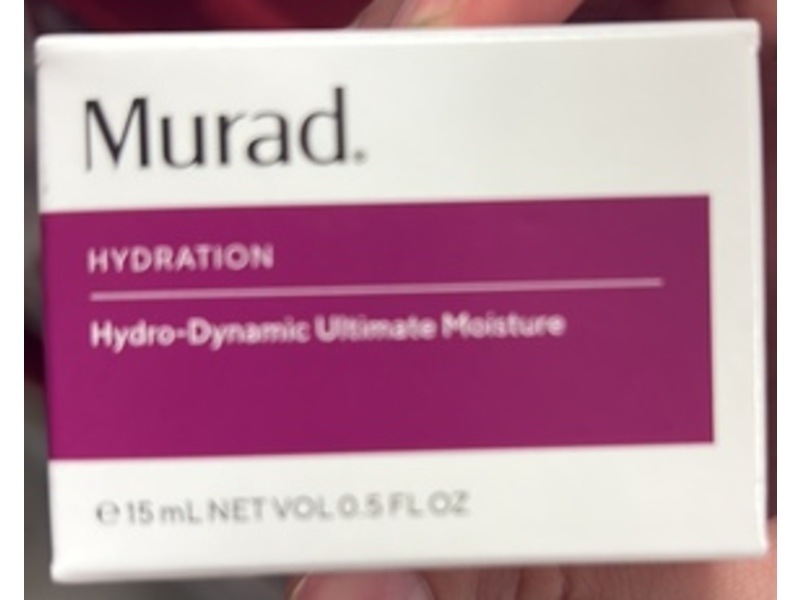 Murad.
HYDRATION
Hydro-Dynamic Ultimate Moisture
℮ 15 mL NET VOL 0.5 FL OZ